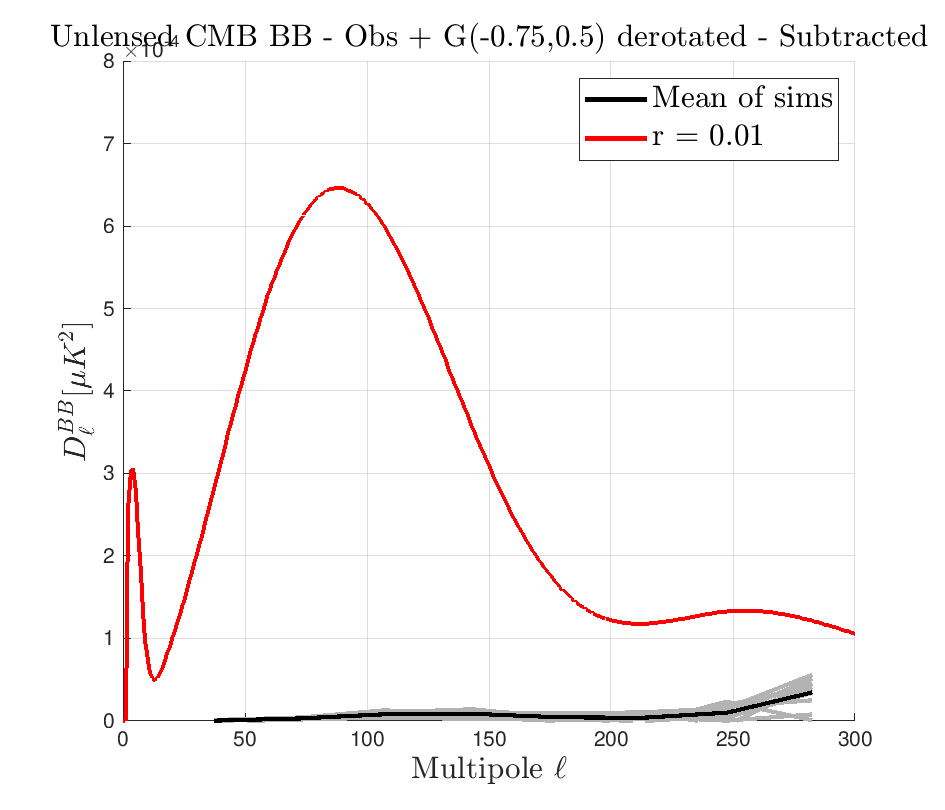 Unlensed CMB BB - Obs + G(-0.75,0.5) derotated - Subtracted
×10⁻⁴
8
7
6
5
4
3
2
1
0
Mean of sims
r = 0.01
D_ℓ^{BB}[μK²]
0 50 100 150 200 250 300
Multipole ℓ